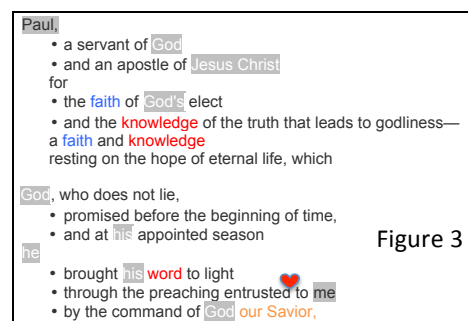 Paul,
• a servant of God
• and an apostle of Jesus Christ
for
• the faith of God's elect
• and the knowledge of the truth that leads to godliness—
a faith and knowledge
resting on the hope of eternal life, which
God, who does not lie,
• promised before the beginning of time,
• and at his appointed season
he
• brought his word to light
• through the preaching entrusted to me
• by the command of God our Savior,
Figure 3